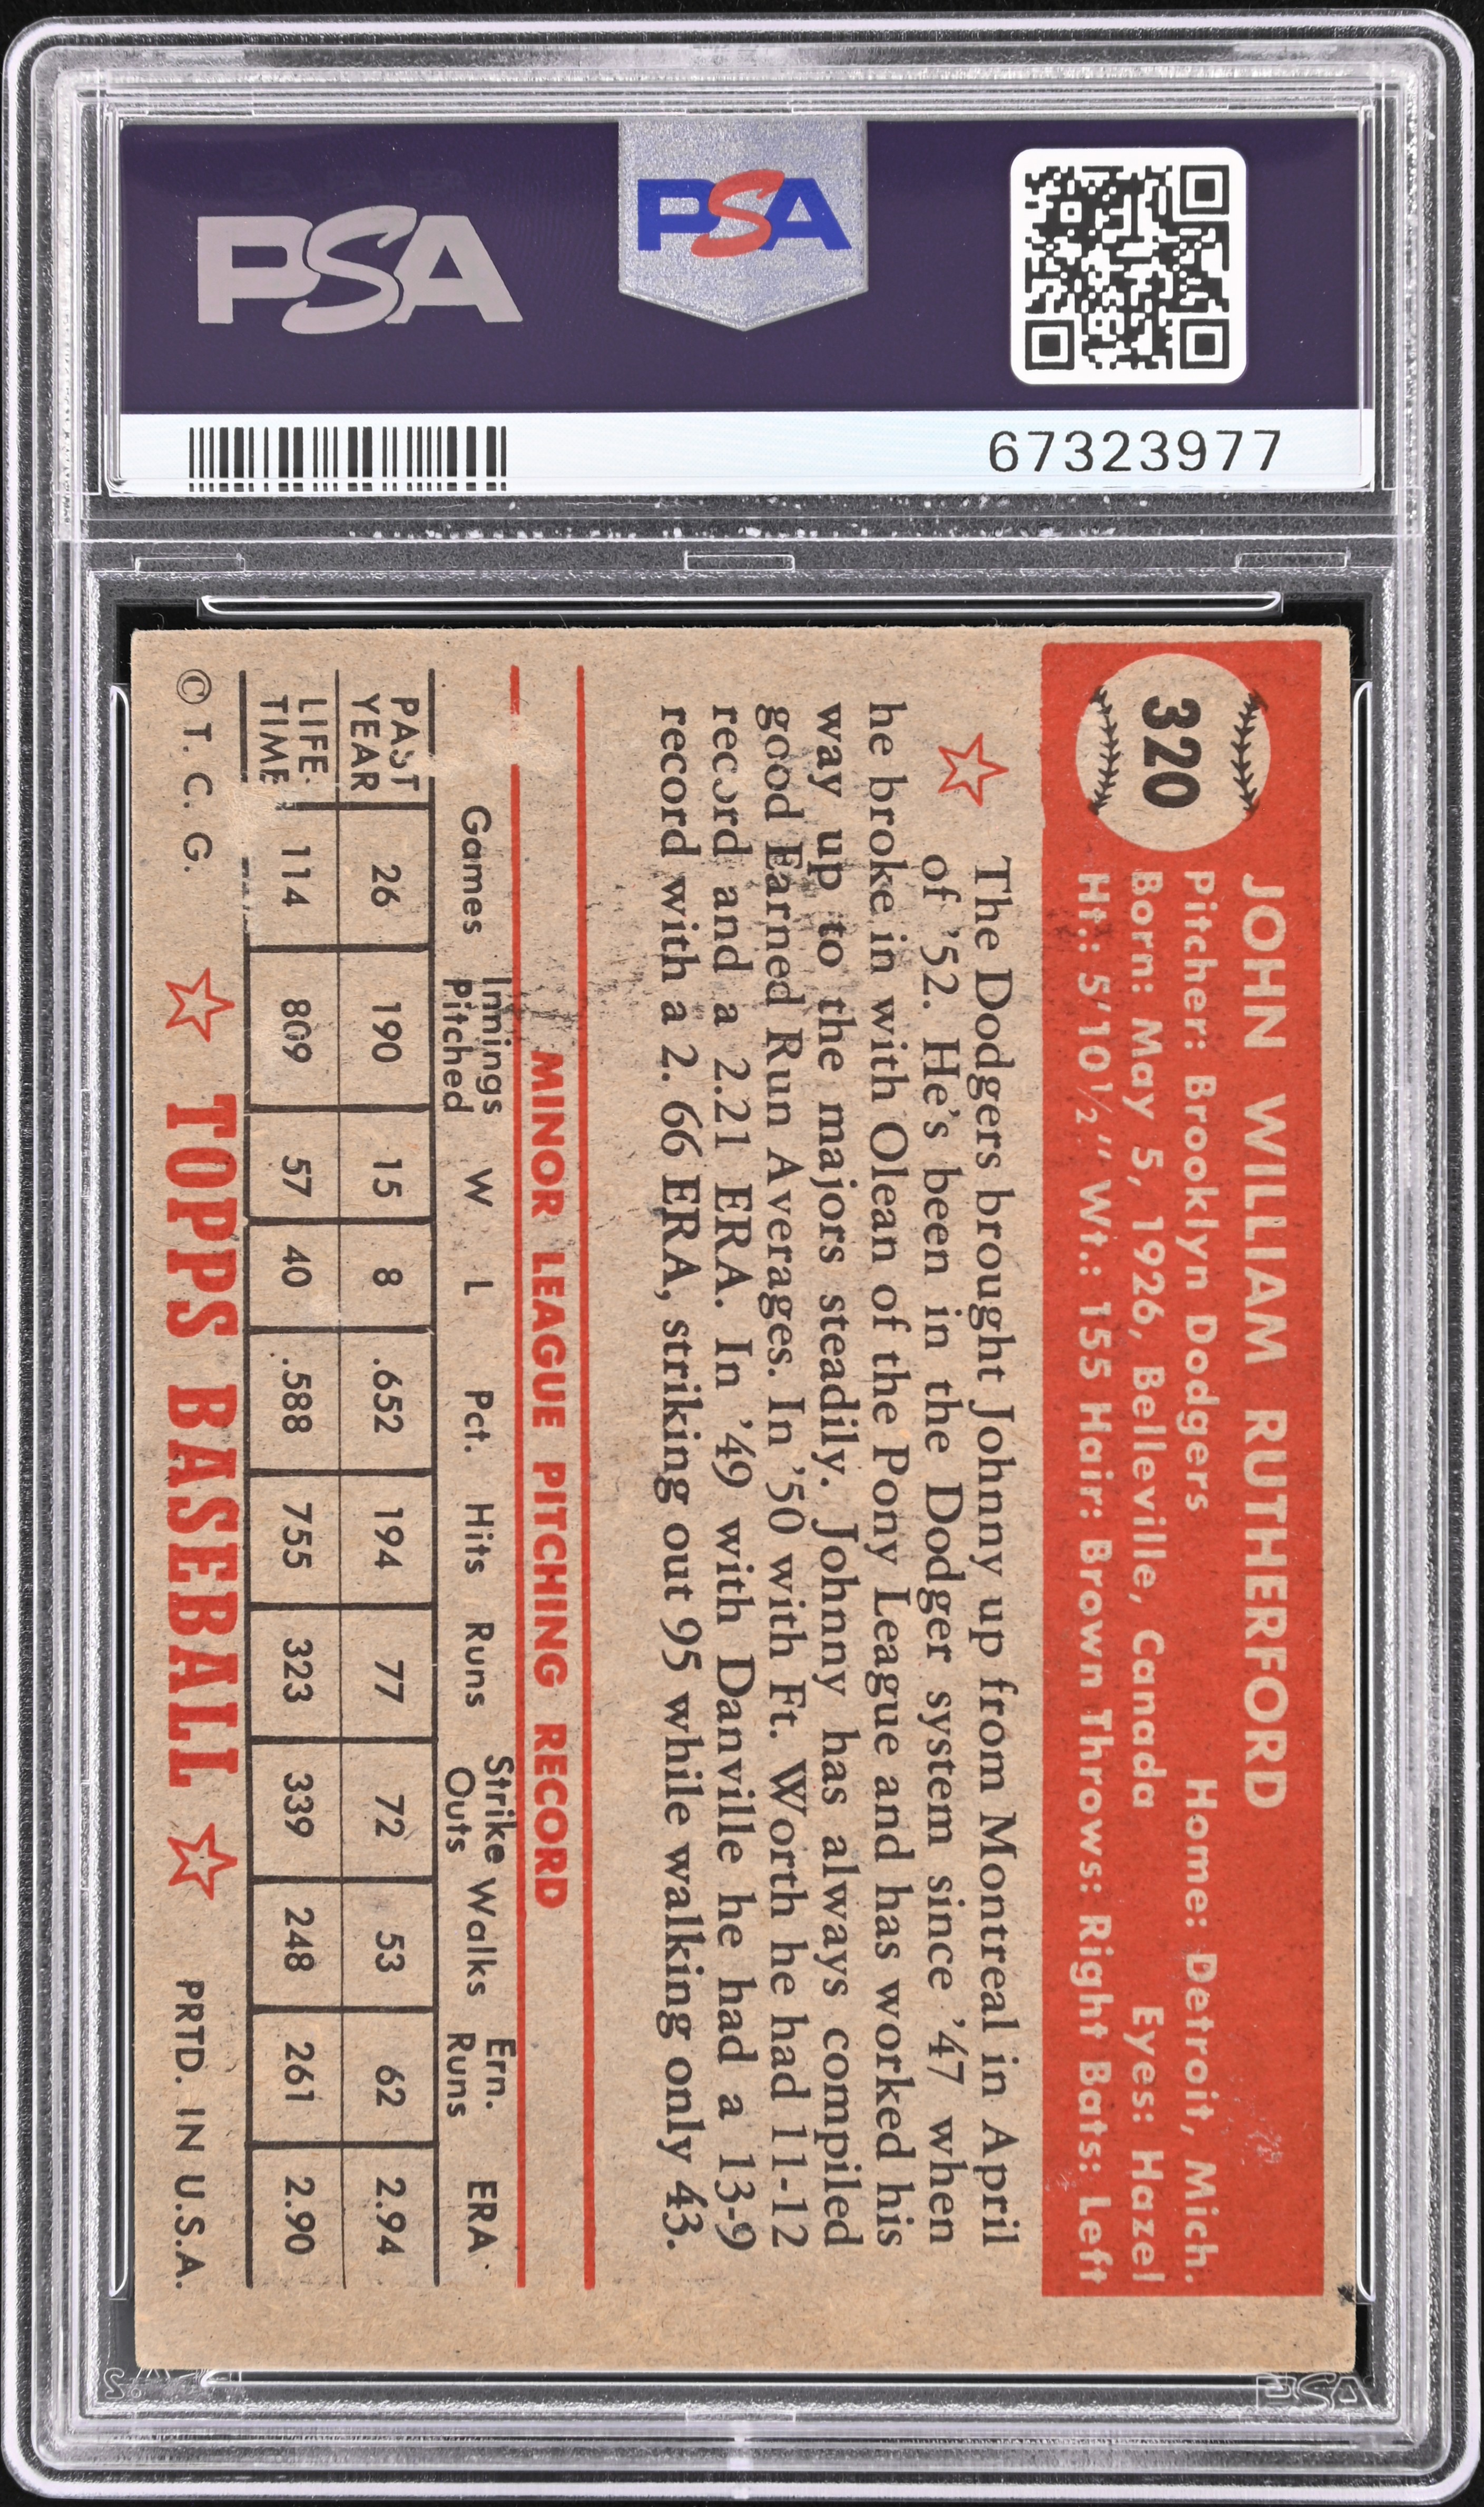 PSA
PSA
67323977
320
JOHN WILLIAM RUTHERFORD
Pitcher: Brooklyn Dodgers Home: Detroit, Mich.
Born: May 5, 1926, Belleville, Canada Eyes: Hazel
Ht.: 5'10½" Wt.: 155 Hair: Brown Throws: Right Bats: Left
The Dodgers brought Johnny up from Montreal in April
of '52. He's been in the Dodger system since '47 when
he broke in with Olean of the Pony League and has worked his
way up to the majors steadily. Johnny has always compiled
good Earned Run Averages. In '50 with Ft. Worth he had 11-12
record and a 2.21 ERA. In '49 with Danville he had a 13-9
record with a 2.66 ERA, striking out 95 while walking only 43.
MINOR LEAGUE PITCHING RECORD
Games Innings Pitched W L Pct. Hits Runs Strike Outs Walks Ern. Runs ERA
PAST YEAR 26 190 15 8 .652 194 77 72 53 62 2.94
LIFE- TIME 114 809 57 40 .588 755 323 339 248 261 2.90
© T. C. G. ☆ TOPPS BASEBALL ☆ PRTD. IN U.S.A.
PSA